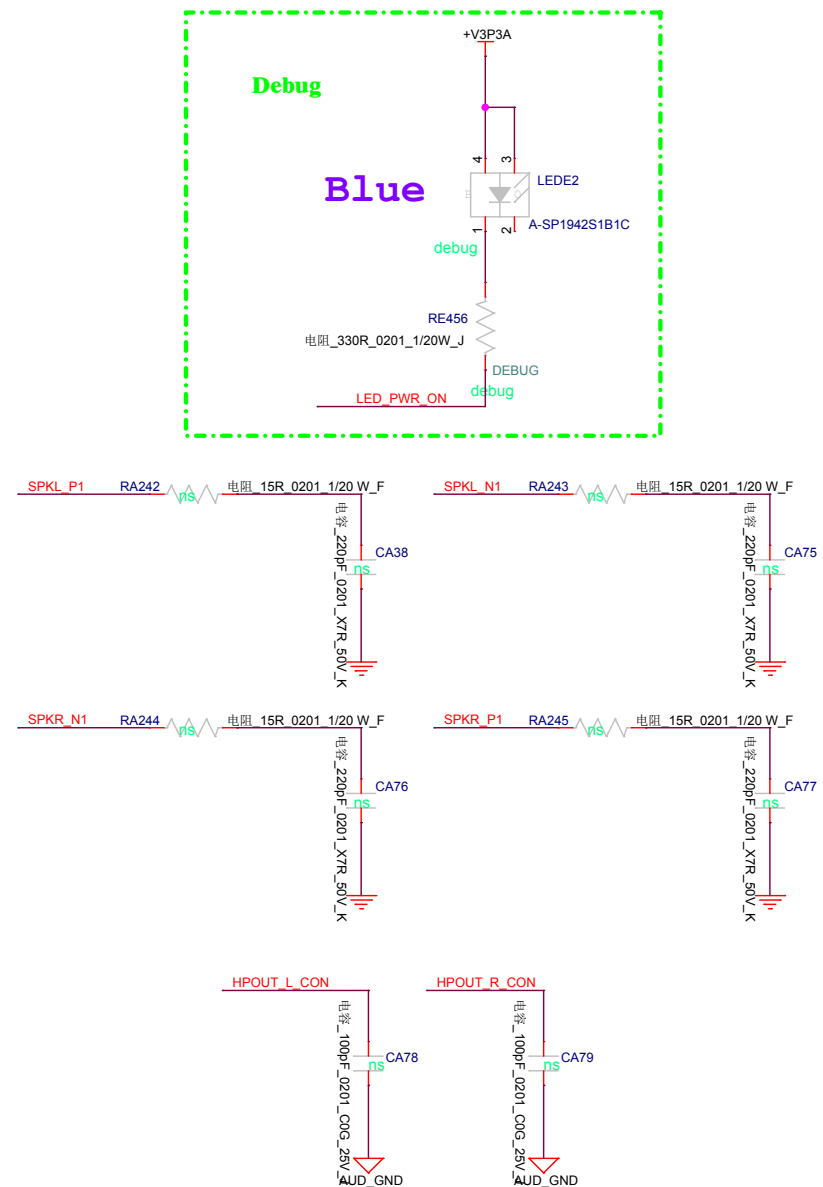 +V3P3A
Debug
4
3
LEDE2
Blue
1
2
A-SP1942S1B1C
debug
RE456
电阻_330R_0201_1/20W_J
DEBUG
debug
LED_PWR_ON
SPKL_P1
RA242
ns
电阻_15R_0201_1/20 W_F
电容_220pF_0201_X7R_50V_K
CA38
ns
SPKL_N1
RA243
ns
电阻_15R_0201_1/20 W_F
电容_220pF_0201_X7R_50V_K
CA75
ns
SPKR_N1
RA244
ns
电阻_15R_0201_1/20 W_F
电容_220pF_0201_X7R_50V_K
CA76
ns
SPKR_P1
RA245
ns
电阻_15R_0201_1/20 W_F
电容_220pF_0201_X7R_50V_K
CA77
ns
HPOUT_L_CON
电容_100pF_0201_C0G_25V_
CA78
ns
AUD_GND
HPOUT_R_CON
电容_100pF_0201_C0G_25V_
CA79
ns
AUD_GND